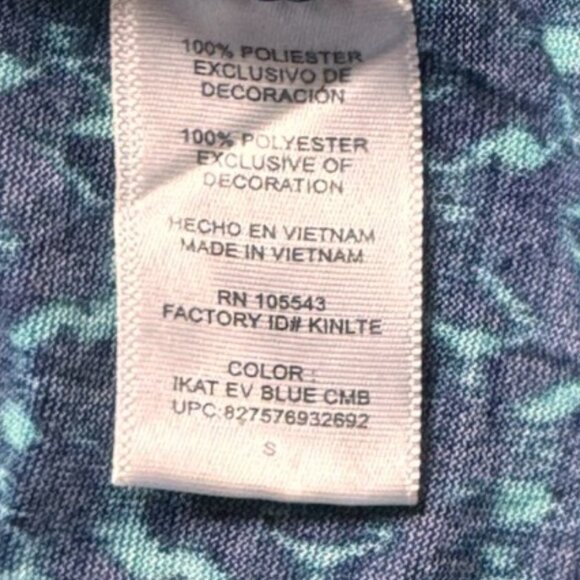 100% POLIESTER
EXCLUSIVO DE
DECORACIÓN
100% POLYESTER
EXCLUSIVE OF
DECORATION
HECHO EN VIETNAM
MADE IN VIETNAM
RN 105543
FACTORY ID# KINLTE
COLOR :
IKAT EV BLUE CMB
UPC:827576932692
S